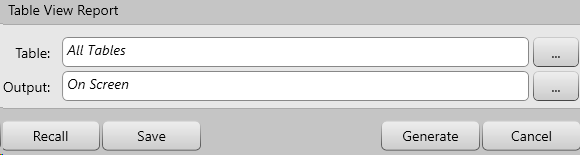 Table View Report
Table: All Tables ...
Output: On Screen ...
Recall Save Generate Cancel